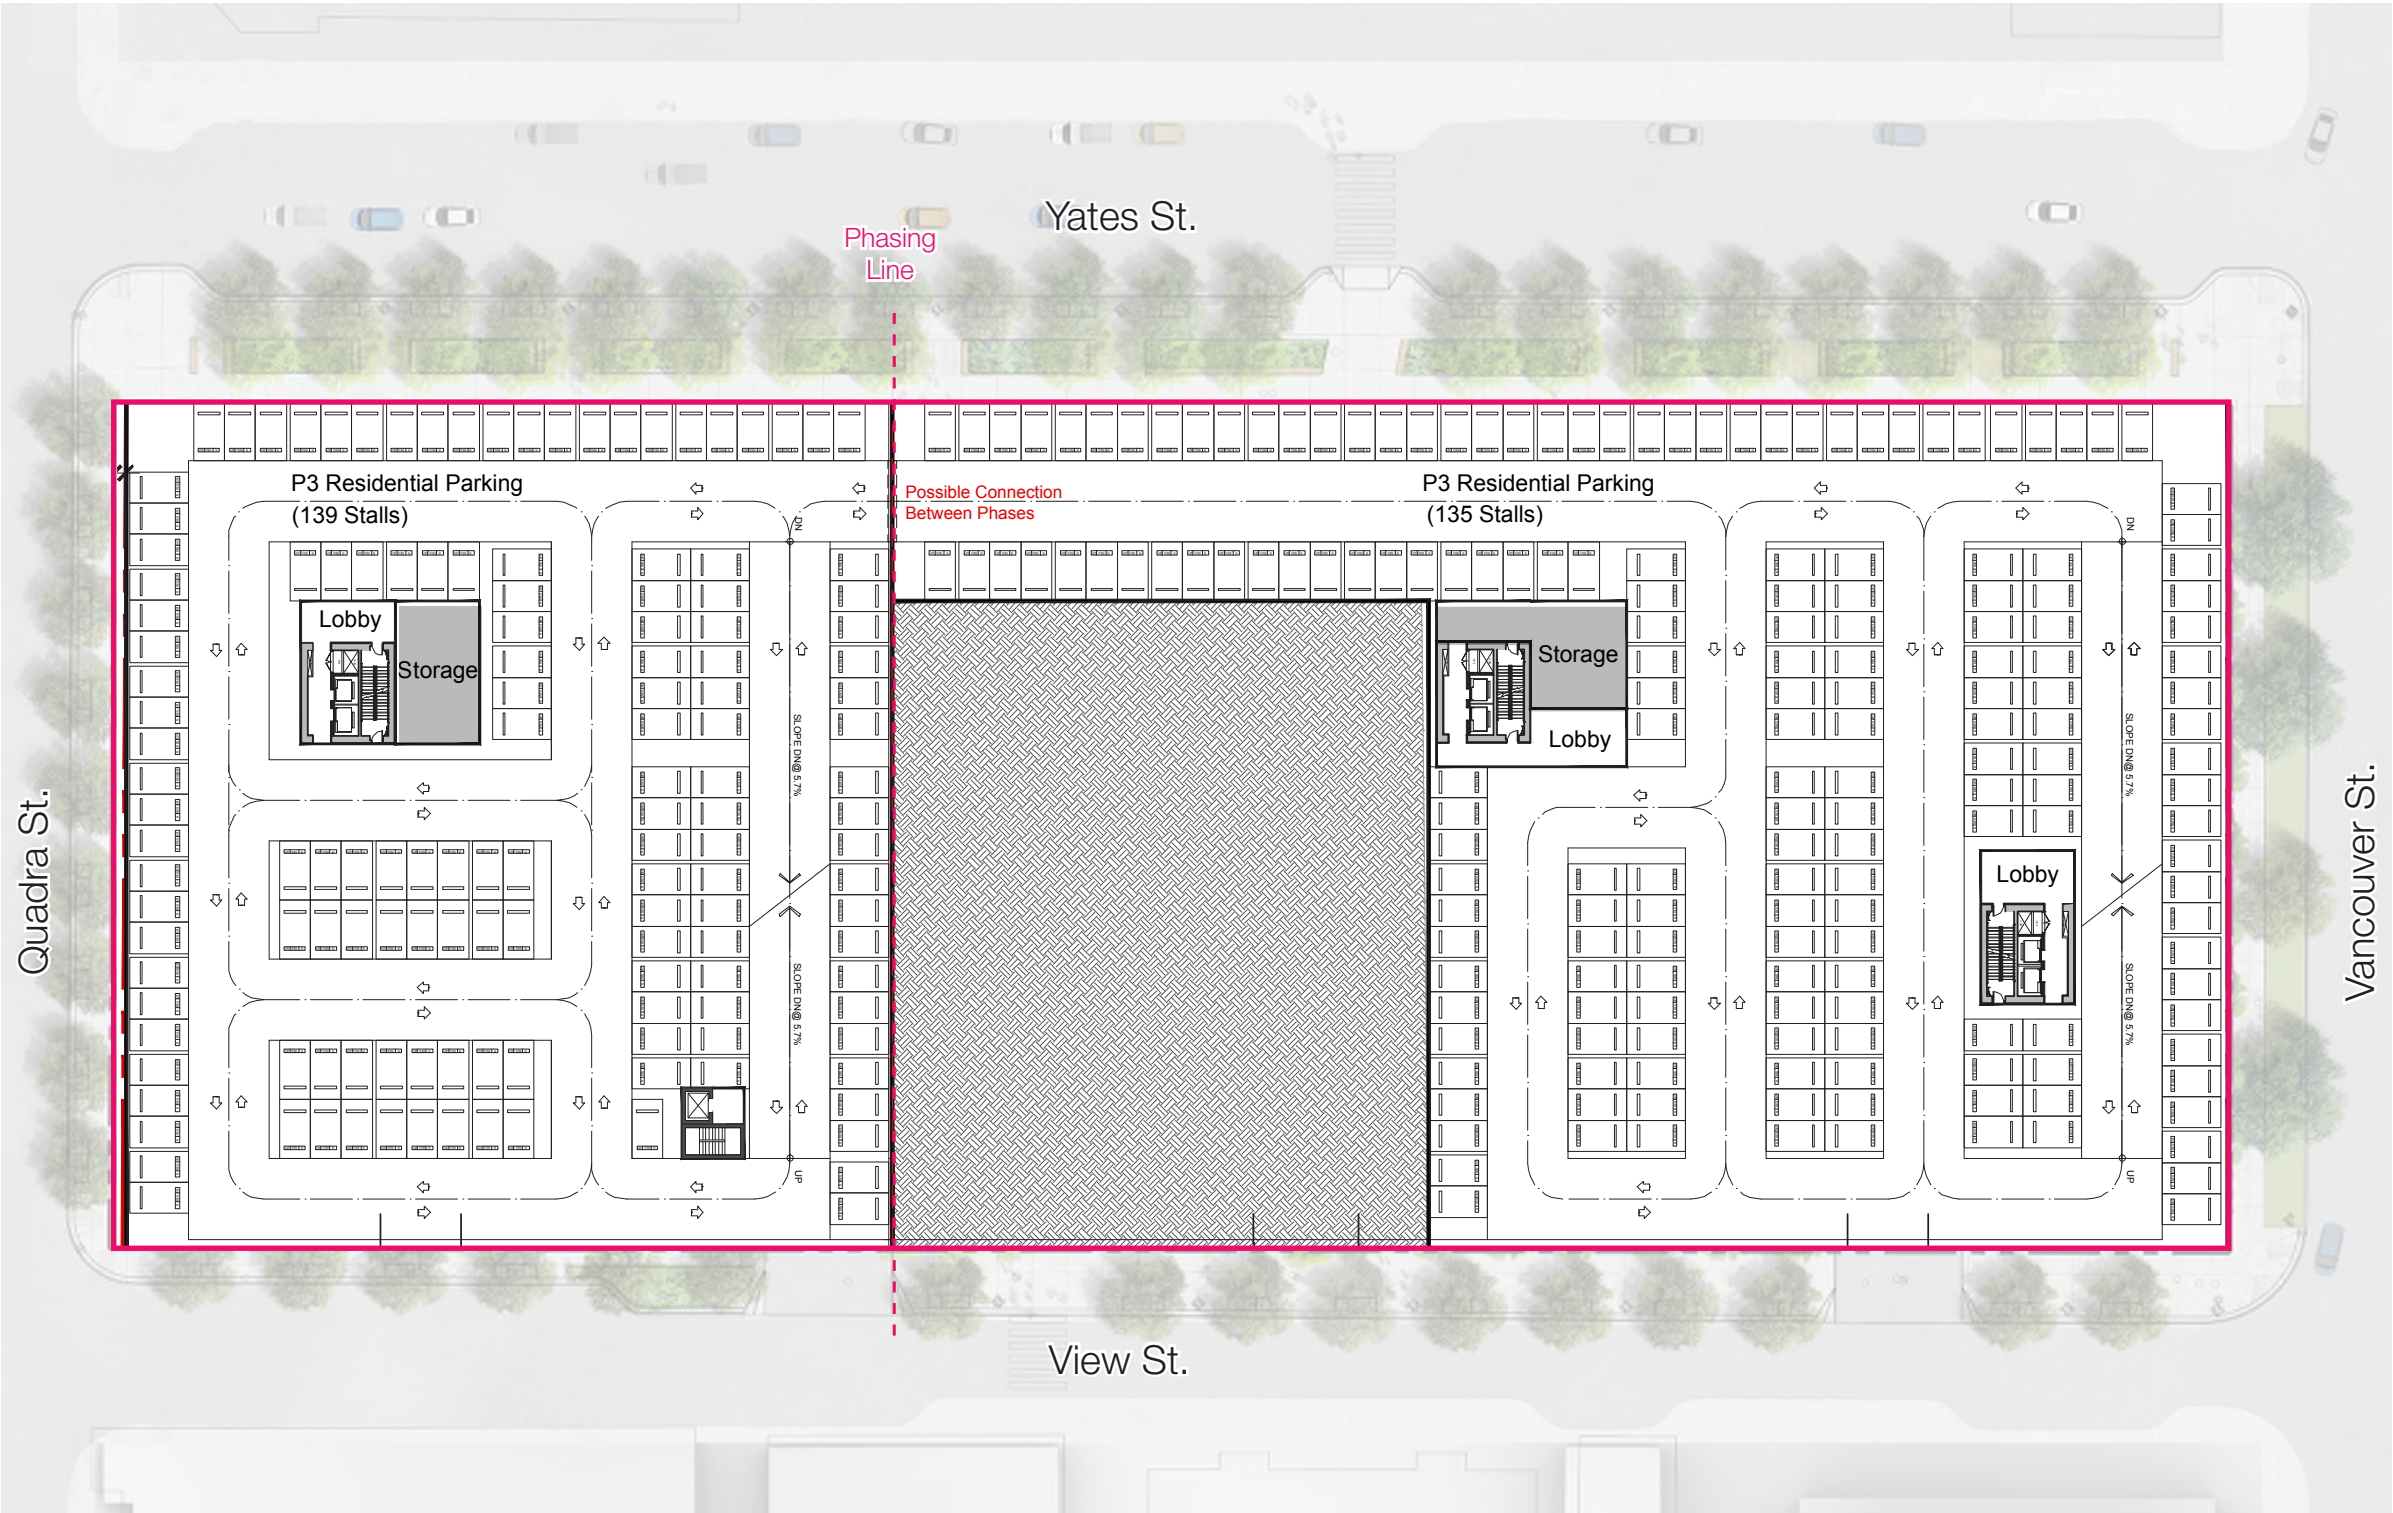 Yates St.
Phasing
Line
P3 Residential Parking
(139 Stalls)
Possible Connection
Between Phases
P3 Residential Parking
(135 Stalls)
DN
DN
Lobby
Storage
Storage
Lobby
SLOPE DN@ 5.7%
SLOPE DN@ 5.7%
Quadra St.
Vancouver St.
Lobby
SLOPE DN@ 5.7%
SLOPE DN@ 5.7%
UP
UP
View St.